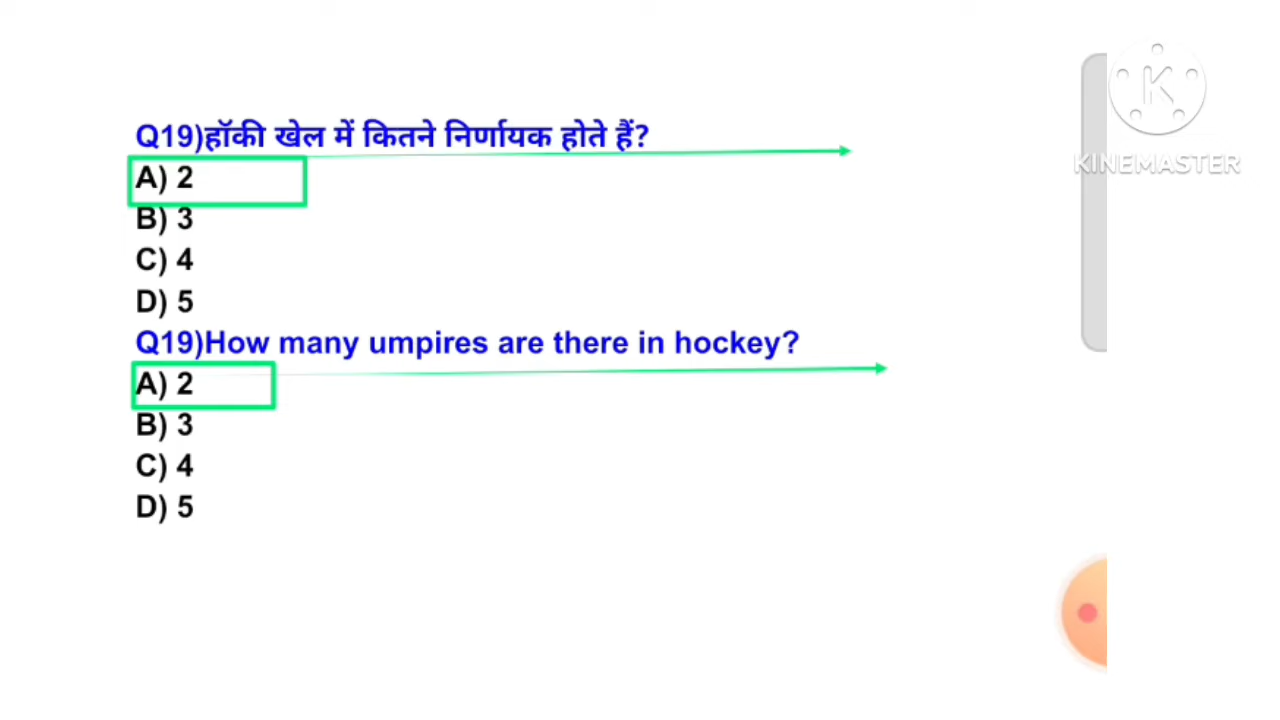 Q19)हॉकी खेल में कितने निर्णायक होते हैं?
A) 2
B) 3
C) 4
D) 5
Q19)How many umpires are there in hockey?
A) 2
B) 3
C) 4
D) 5
K
KINEMASTER